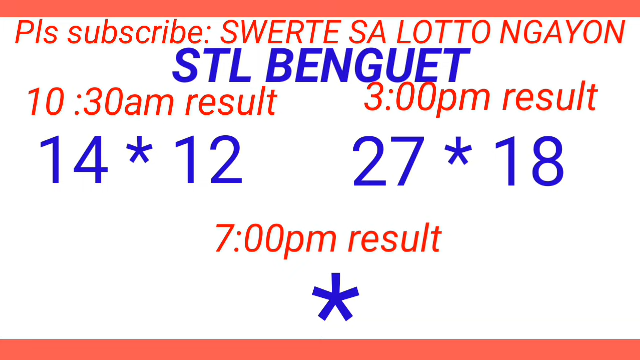 Pls subscribe: SWERTE SA LOTTO NGAYON
STL BENGUET
10 :30am result
14 * 12
3:00pm result
27 * 18
7:00pm result
*